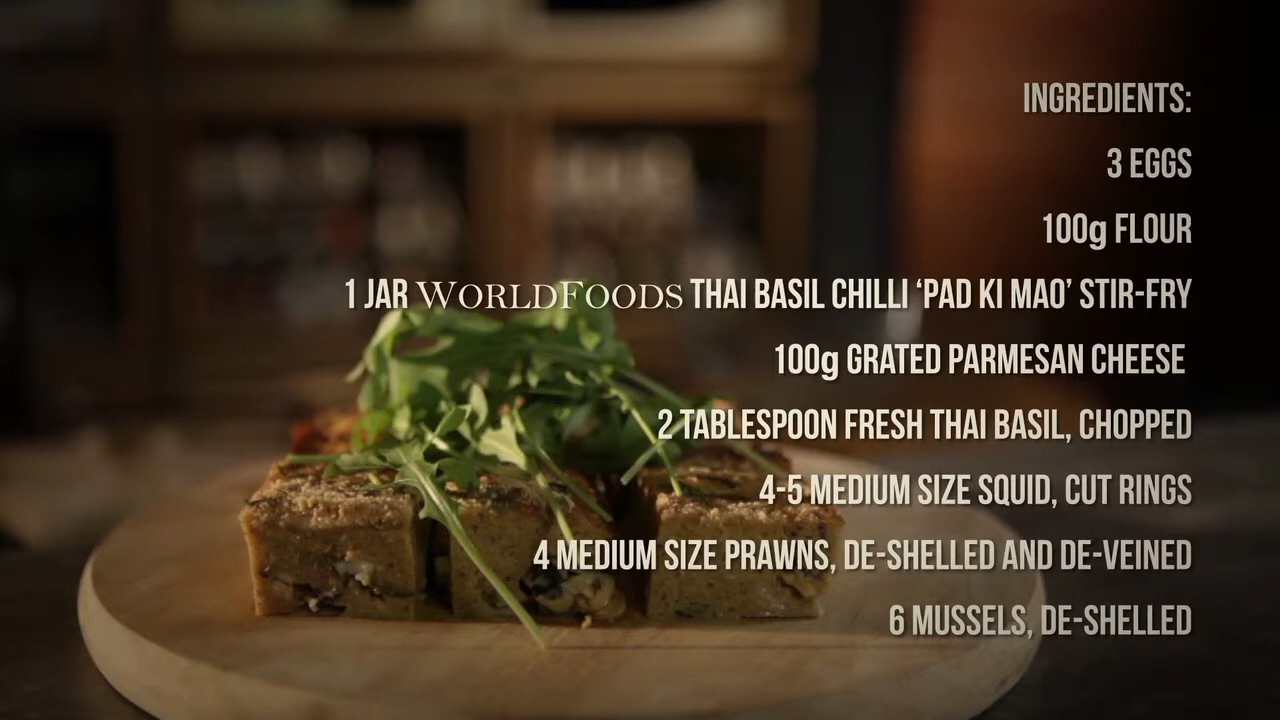 INGREDIENTS:
3 EGGS
100g FLOUR
1 JAR WORLDFOODS THAI BASIL CHILLI ‘PAD KI MAO’ STIR-FRY
100g GRATED PARMESAN CHEESE
2 TABLESPOON FRESH THAI BASIL, CHOPPED
4-5 MEDIUM SIZE SQUID, CUT RINGS
4 MEDIUM SIZE PRAWNS, DE-SHELLED AND DE-VEINED
6 MUSSELS, DE-SHELLED